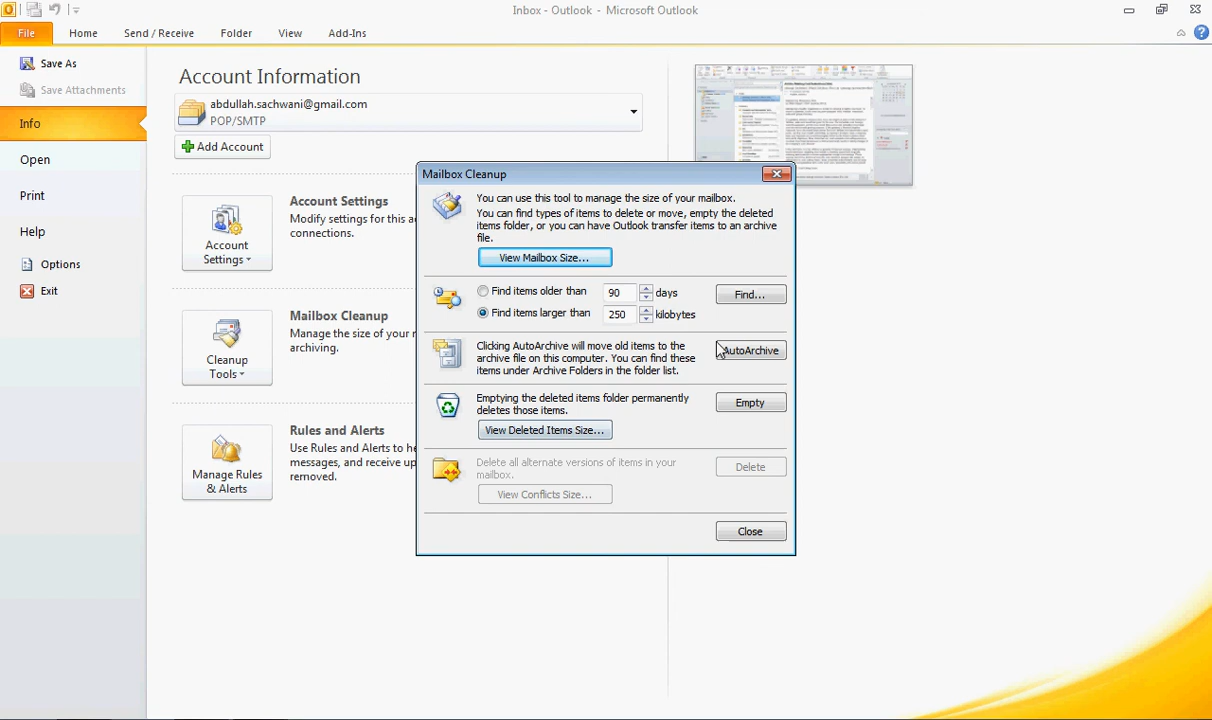 Inbox - Outlook - Microsoft Outlook
File Home Send / Receive Folder View Add-Ins
Save As
Save Attachments
Info
Open
Print
Help
Options
Exit
Account Information
abdullah.sachwani@gmail.com
POP/SMTP
Add Account
Account
Settings
Account Settings
Modify settings for this a
connections.
Cleanup
Tools
Mailbox Cleanup
Manage the size of your
archiving.
Manage Rules
& Alerts
Rules and Alerts
Use Rules and Alerts to he
messages, and receive up
removed.
Mailbox Cleanup
You can use this tool to manage the size of your mailbox.
You can find types of items to delete or move, empty the deleted
items folder, or you can have Outlook transfer items to an archive
file.
View Mailbox Size...
Find items older than 90 days
Find items larger than 250 kilobytes
Find...
Clicking AutoArchive will move old items to the
archive file on this computer. You can find these
items under Archive Folders in the folder list.
AutoArchive
Emptying the deleted items folder permanently
deletes those items.
Empty
View Deleted Items Size...
Delete all alternate versions of items in your
mailbox.
Delete
View Conflicts Size...
Close